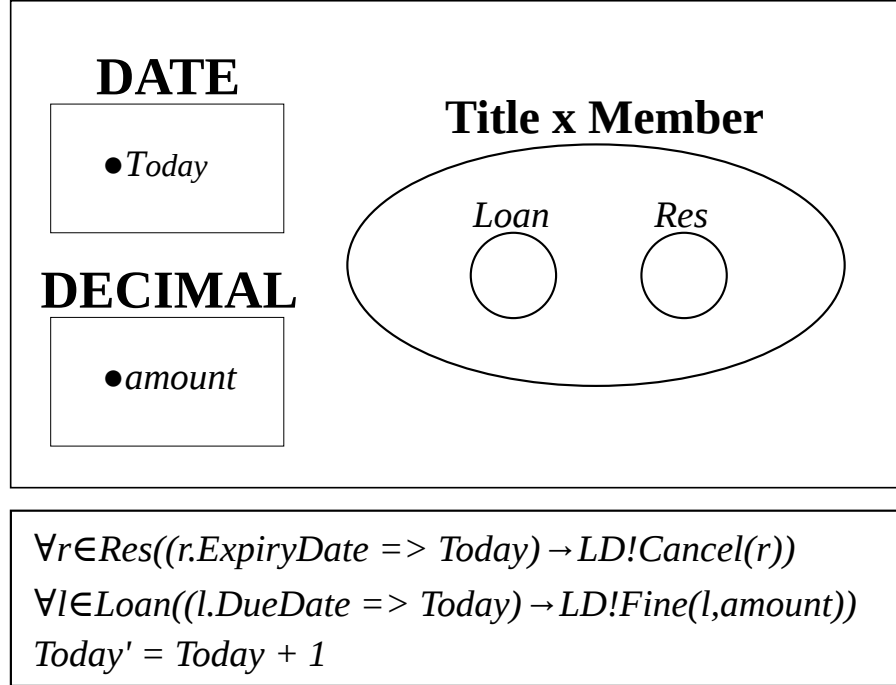 DATE
Today
DECIMAL
amount
Title x Member
Loan Res
∀r∈Res((r.ExpiryDate => Today)→LD!Cancel(r))
∀l∈Loan((l.DueDate => Today)→LD!Fine(l,amount))
Today' = Today + 1